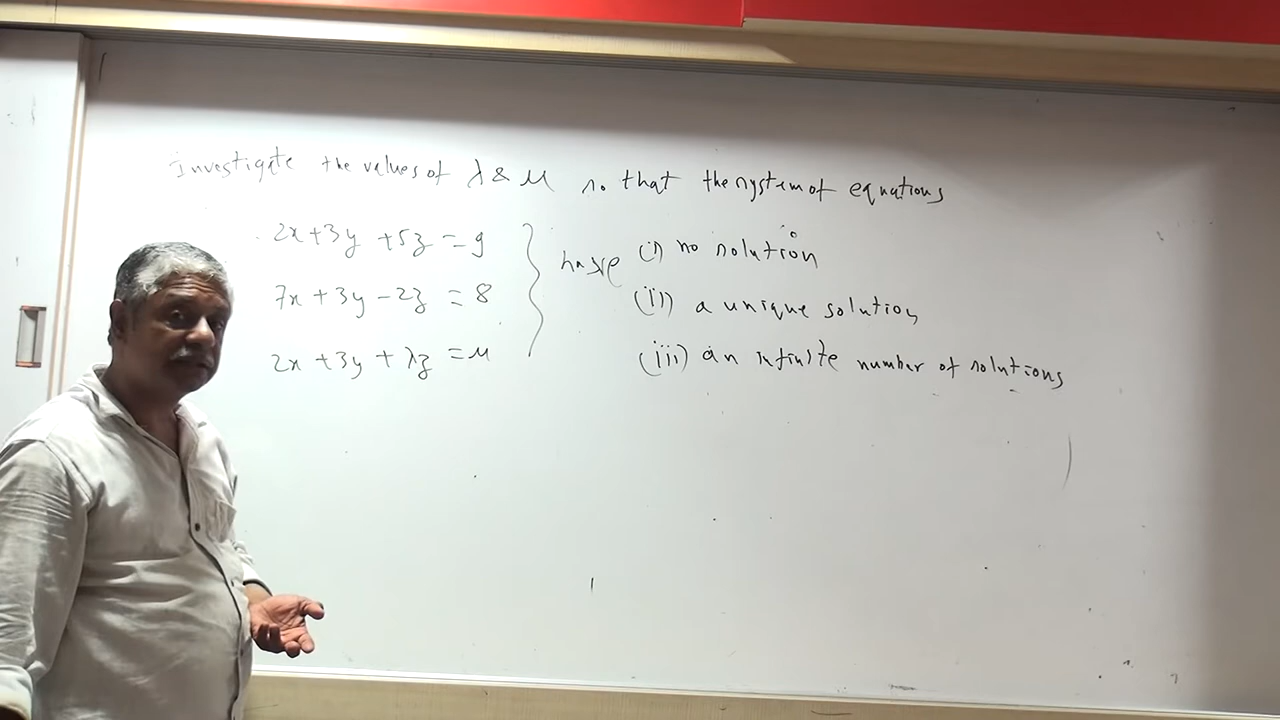 Investigate the values of λ & μ so that the system of equations
2x + 3y + 5z = 9
7x + 3y - 2z = 8
2x + 3y + λz = μ
have (i) no solution
(ii) a unique solution
(iii) an infinite number of solutions